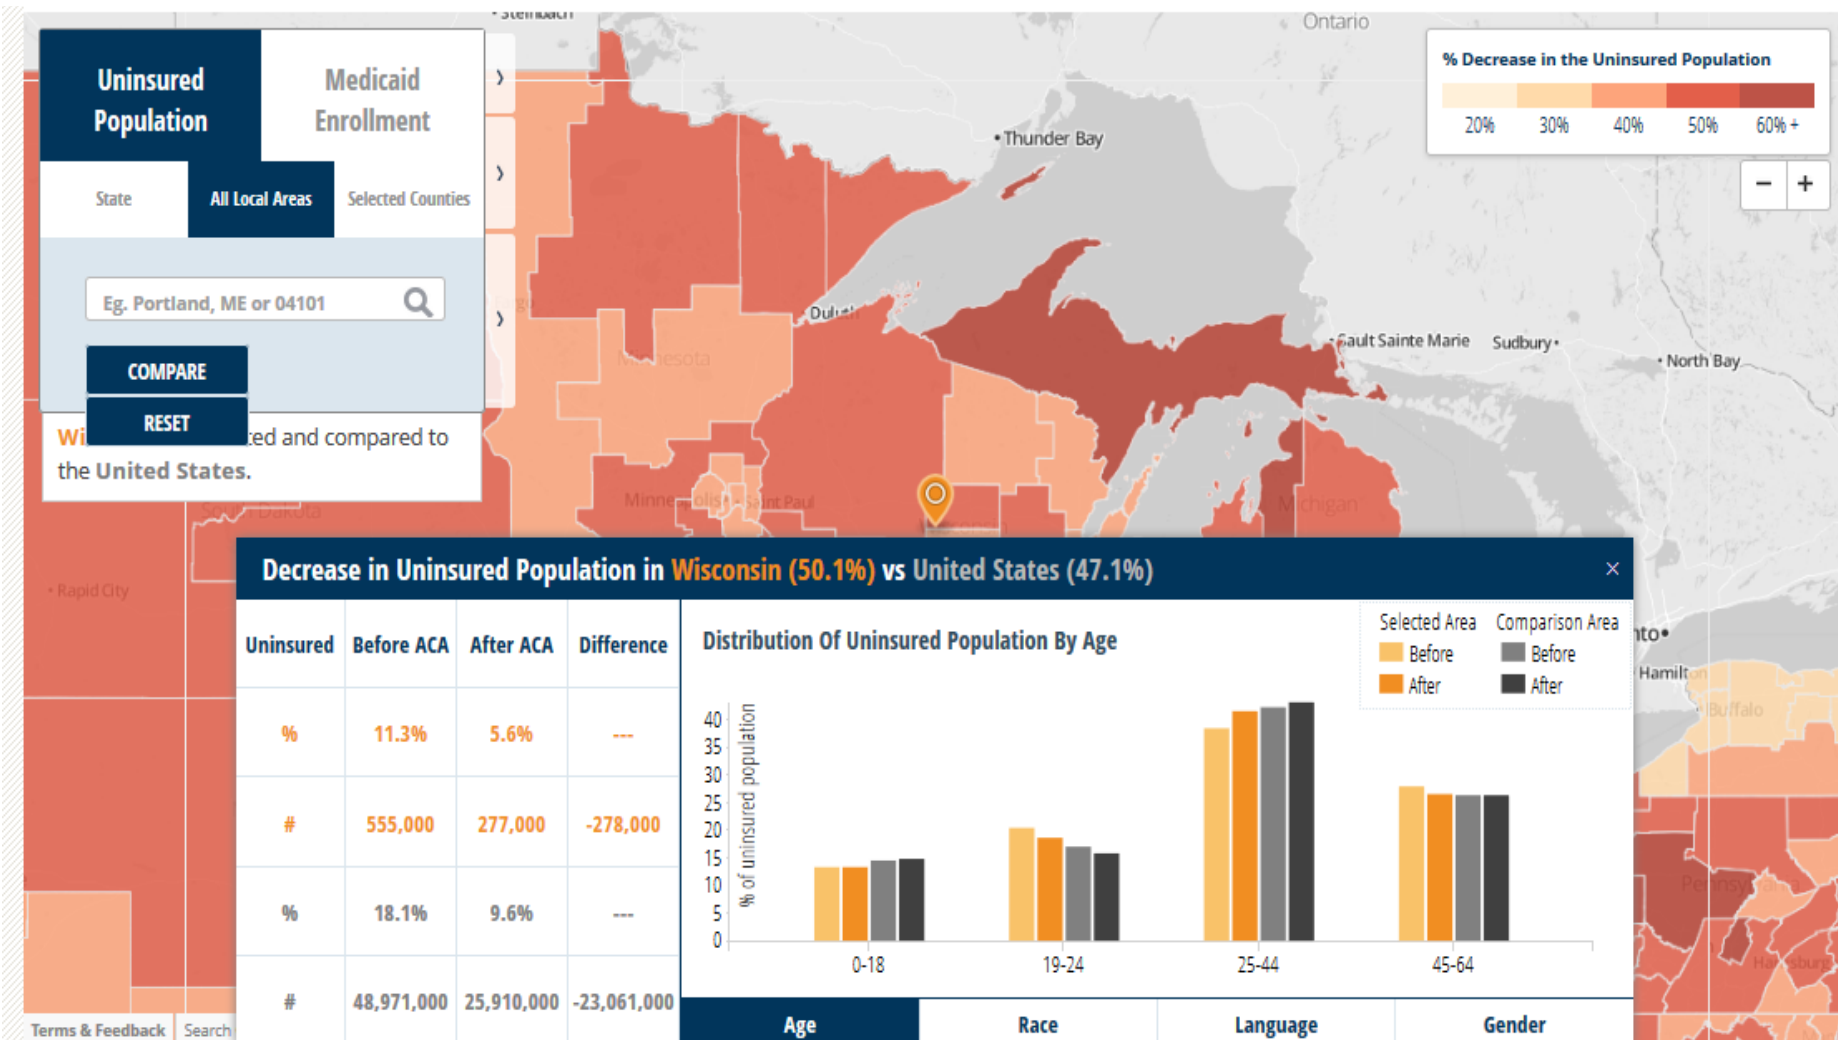 Steinbach
Ontario
Uninsured
Population
Medicaid
Enrollment
State
All Local Areas
Selected Counties
Eg. Portland, ME or 04101
COMPARE
RESET
and compared to
the United States.
% Decrease in the Uninsured Population
20%
30%
40%
50%
60% +
−
+
Thunder Bay
Fargo
Duluth
Minnesota
Sault Sainte Marie
Sudbury
North Bay
Minneapolis
Saint Paul
Michigan
South Dakota
Rapid City
Hamilton
Buffalo
Pennsylvania
Harrisburg
Decrease in Uninsured Population in Wisconsin (50.1%) vs United States (47.1%)
×
Uninsured Before ACA After ACA Difference
% 11.3% 5.6% ---
# 555,000 277,000 -278,000
% 18.1% 9.6% ---
# 48,971,000 25,910,000 -23,061,000
Distribution Of Uninsured Population By Age
Selected Area
Comparison Area
Before
Before
After
After
% of uninsured population
40
35
30
25
20
15
10
5
0
0-18
19-24
25-44
45-64
Age
Race
Language
Gender
Terms & Feedback
Search